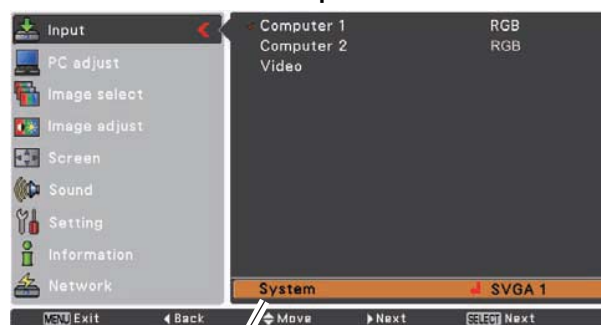 Input
PC adjust
Image select
Image adjust
Screen
Sound
Setting
Information
Network
Computer 1 RGB
Computer 2 RGB
Video
System SVGA 1
MENU Exit Back Move Next SELECT Next